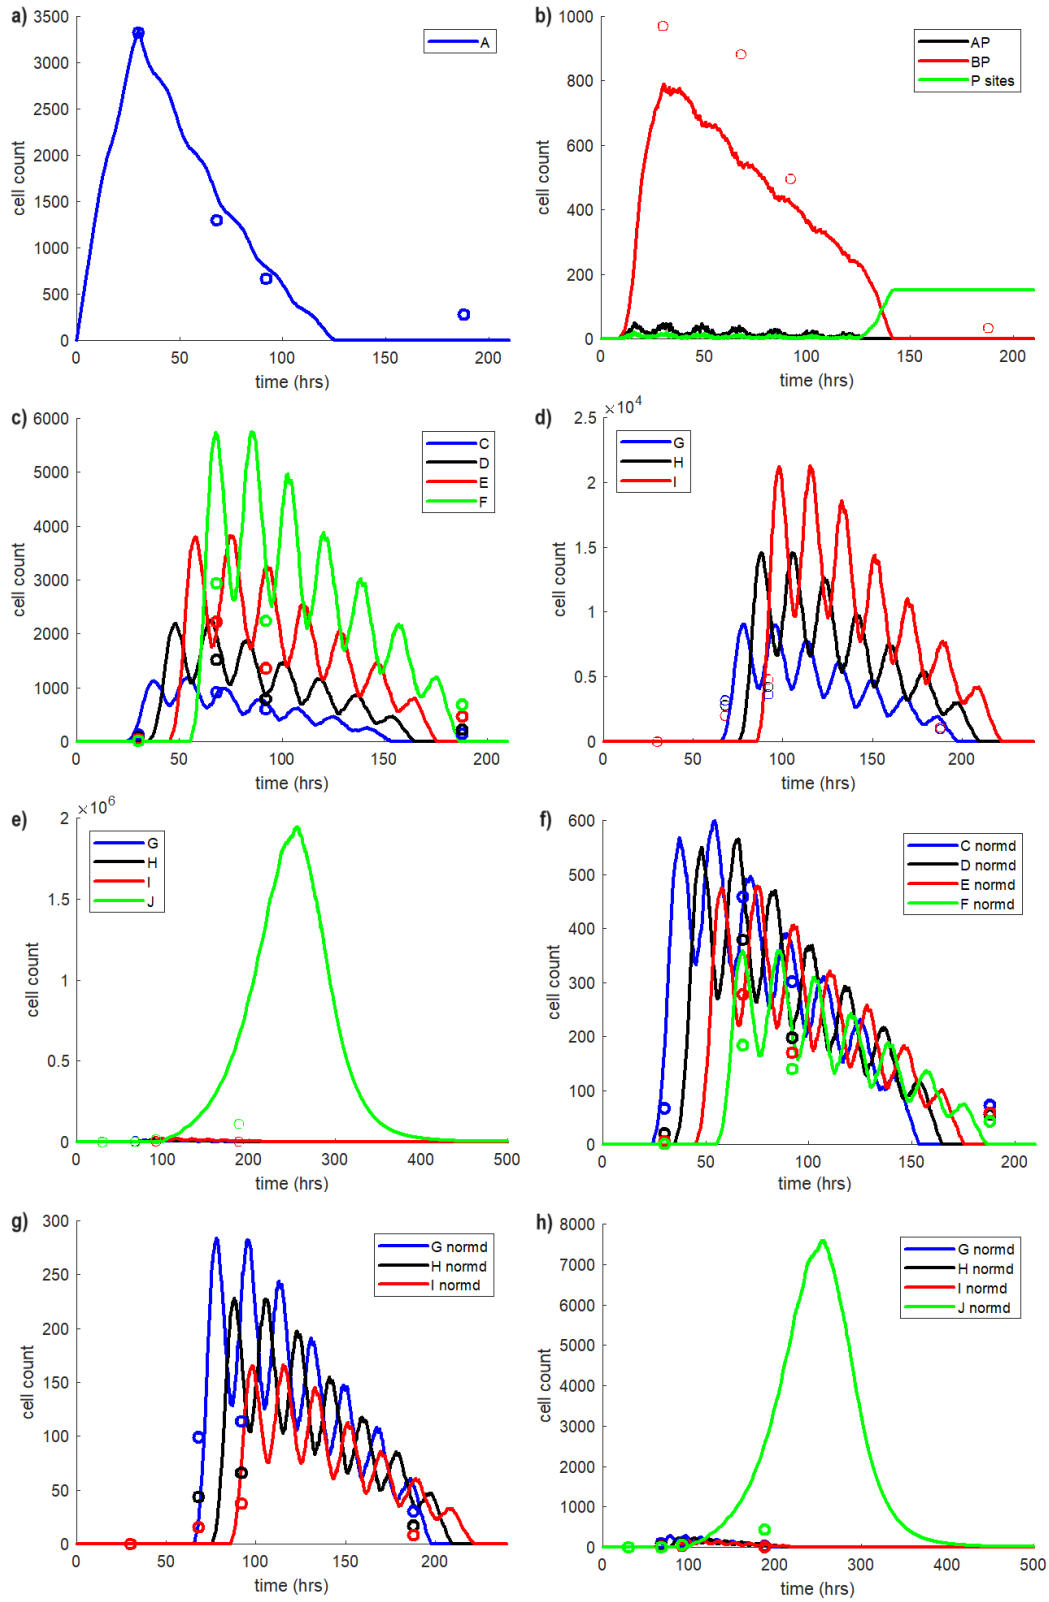 a)
3500
3000
2500
2000
1500
1000
500
0
cell count
A
0 50 100 150 200
time (hrs)
b)
1000
800
600
400
200
0
cell count
AP
BP
P sites
0 50 100 150 200
time (hrs)
c)
6000
5000
4000
3000
2000
1000
0
cell count
C
D
E
F
0 50 100 150 200
time (hrs)
d)
×10⁴
2.5
2
1.5
1
0.5
0
cell count
G
H
I
0 50 100 150 200
time (hrs)
e)
×10⁶
2
1.5
1
0.5
0
cell count
G
H
I
J
0 100 200 300 400 500
time (hrs)
f)
600
500
400
300
200
100
0
cell count
C normd
D normd
E normd
F normd
0 50 100 150 200
time (hrs)
g)
300
250
200
150
100
50
0
cell count
G normd
H normd
I normd
0 50 100 150 200
time (hrs)
h)
8000
7000
6000
5000
4000
3000
2000
1000
0
cell count
G normd
H normd
I normd
J normd
0 100 200 300 400 500
time (hrs)